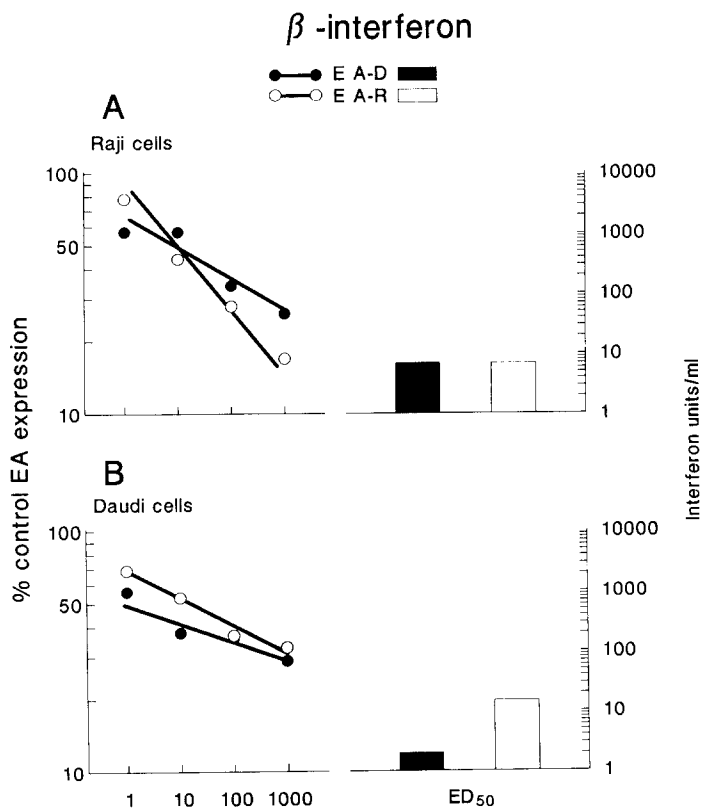 β -interferon
E A-D
E A-R
A
Raji cells
100
50
10
10000
1000
100
10
1
% control EA expression
Interferon units/ml
B
Daudi cells
100
50
10
1 10 100 1000
10000
1000
100
10
1
ED50